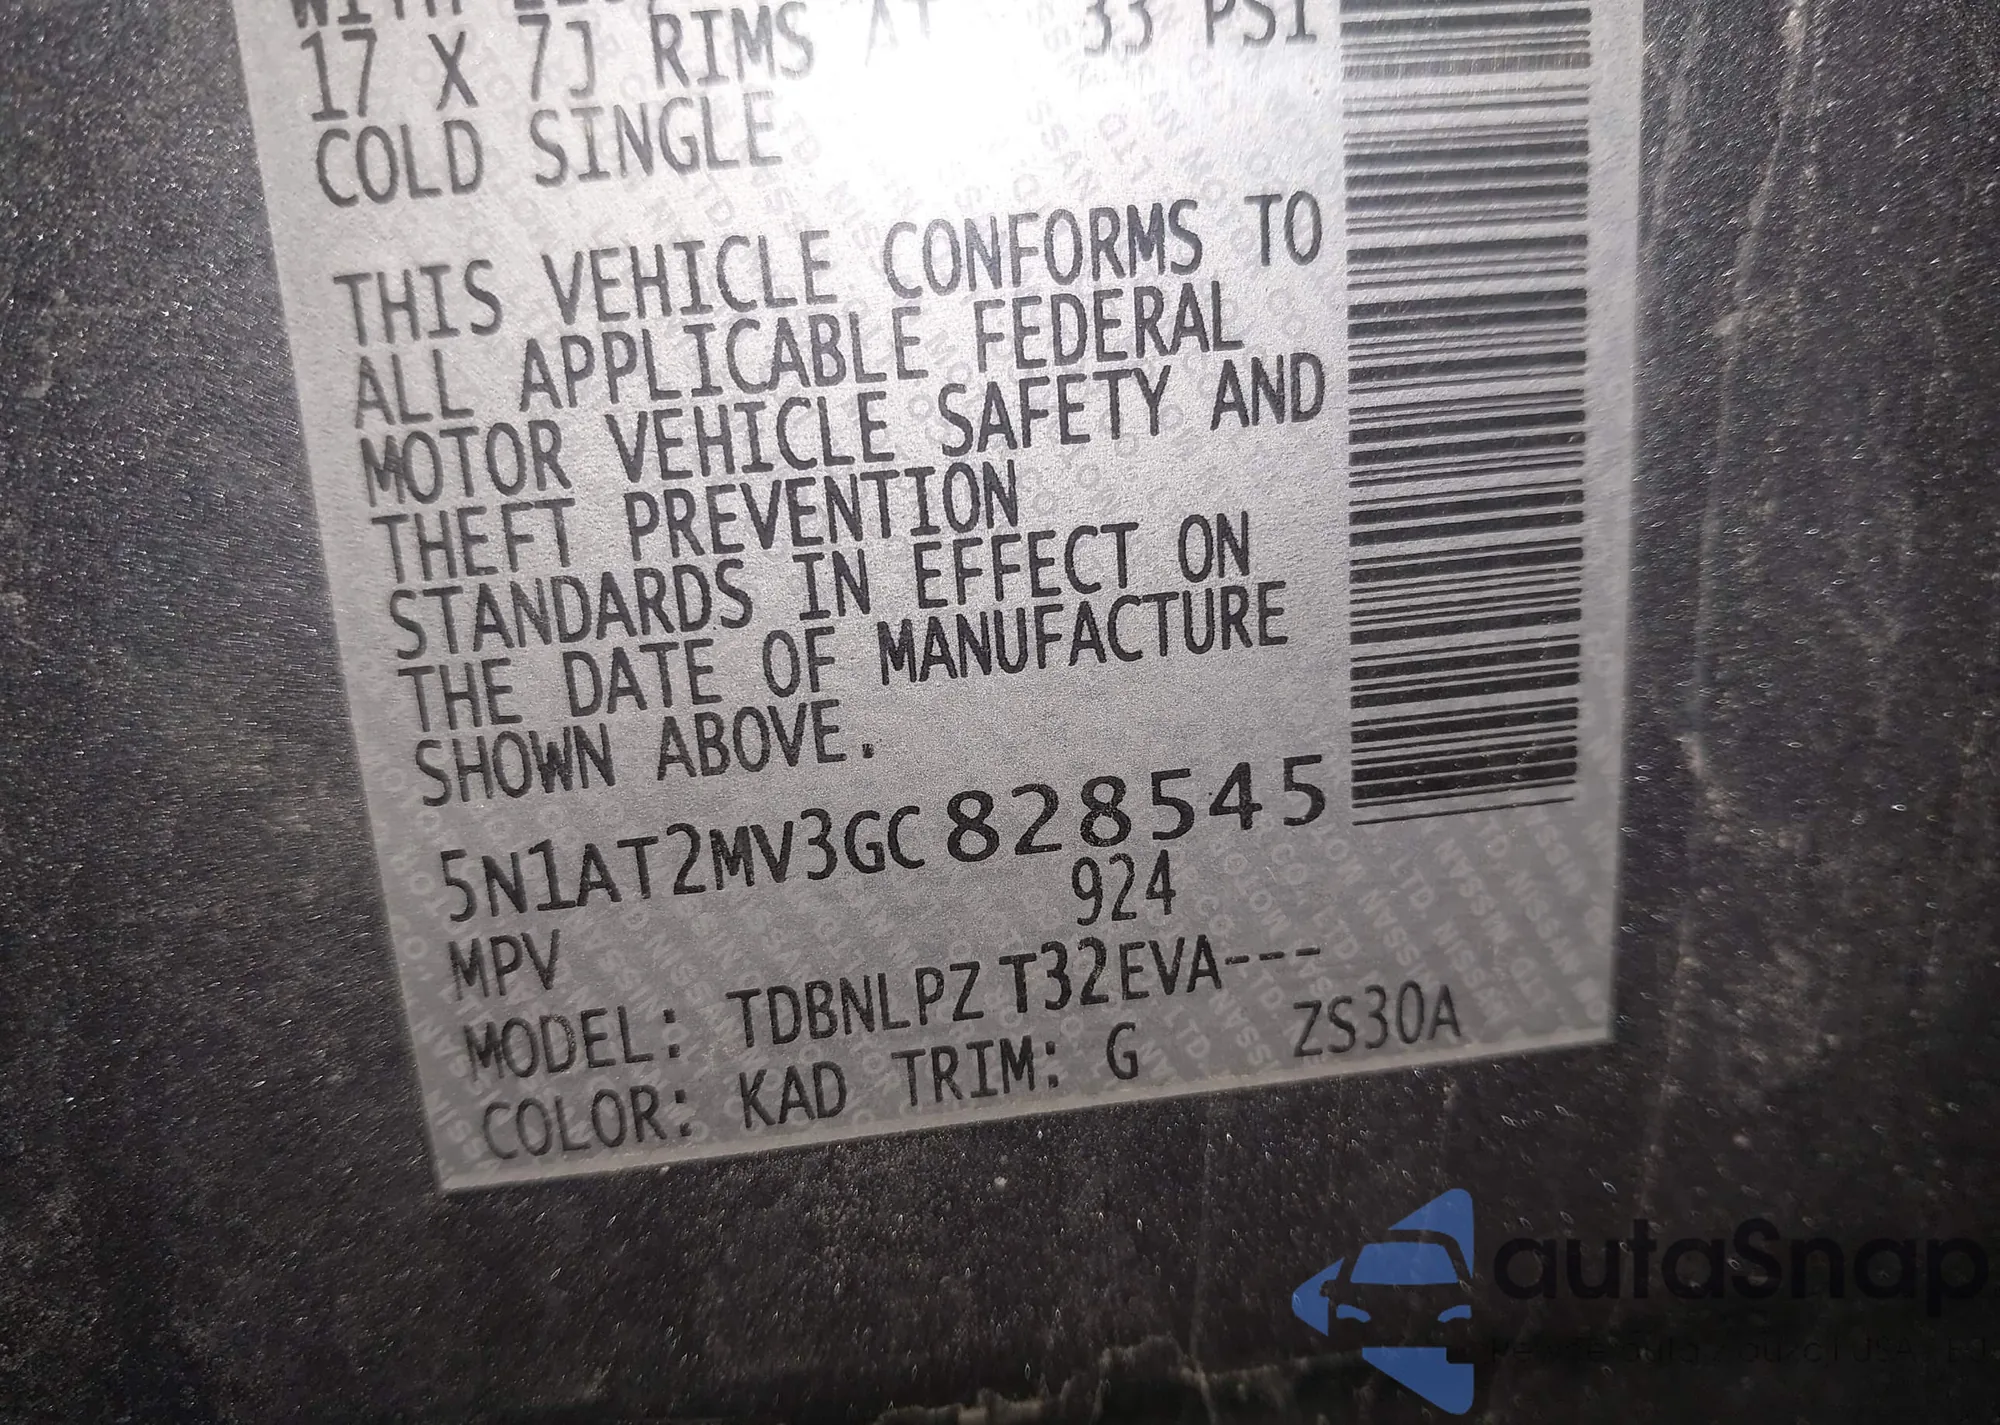 17 X 7J RIMS AT 33 PSI
COLD SINGLE
THIS VEHICLE CONFORMS TO
ALL APPLICABLE FEDERAL
MOTOR VEHICLE SAFETY AND
THEFT PREVENTION
STANDARDS IN EFFECT ON
THE DATE OF MANUFACTURE
SHOWN ABOVE.
5N1AT2MV3GC828545
924
MPV
MODEL: TDBNLPZ T32EVA---
COLOR: KAD TRIM: G ZS30A
autaSnap